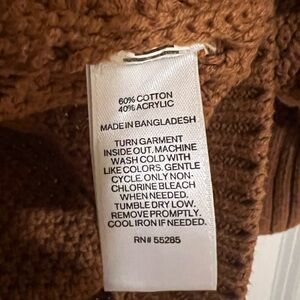 60% COTTON
40% ACRYLIC
MADE IN BANGLADESH
TURN GARMENT
INSIDE OUT. MACHINE
WASH COLD WITH
LIKE COLORS. GENTLE
CYCLE. ONLY NON-
CHLORINE BLEACH
WHEN NEEDED.
TUMBLE DRY LOW.
REMOVE PROMPTLY.
COOL IRON IF NEEDED.
RN# 55285